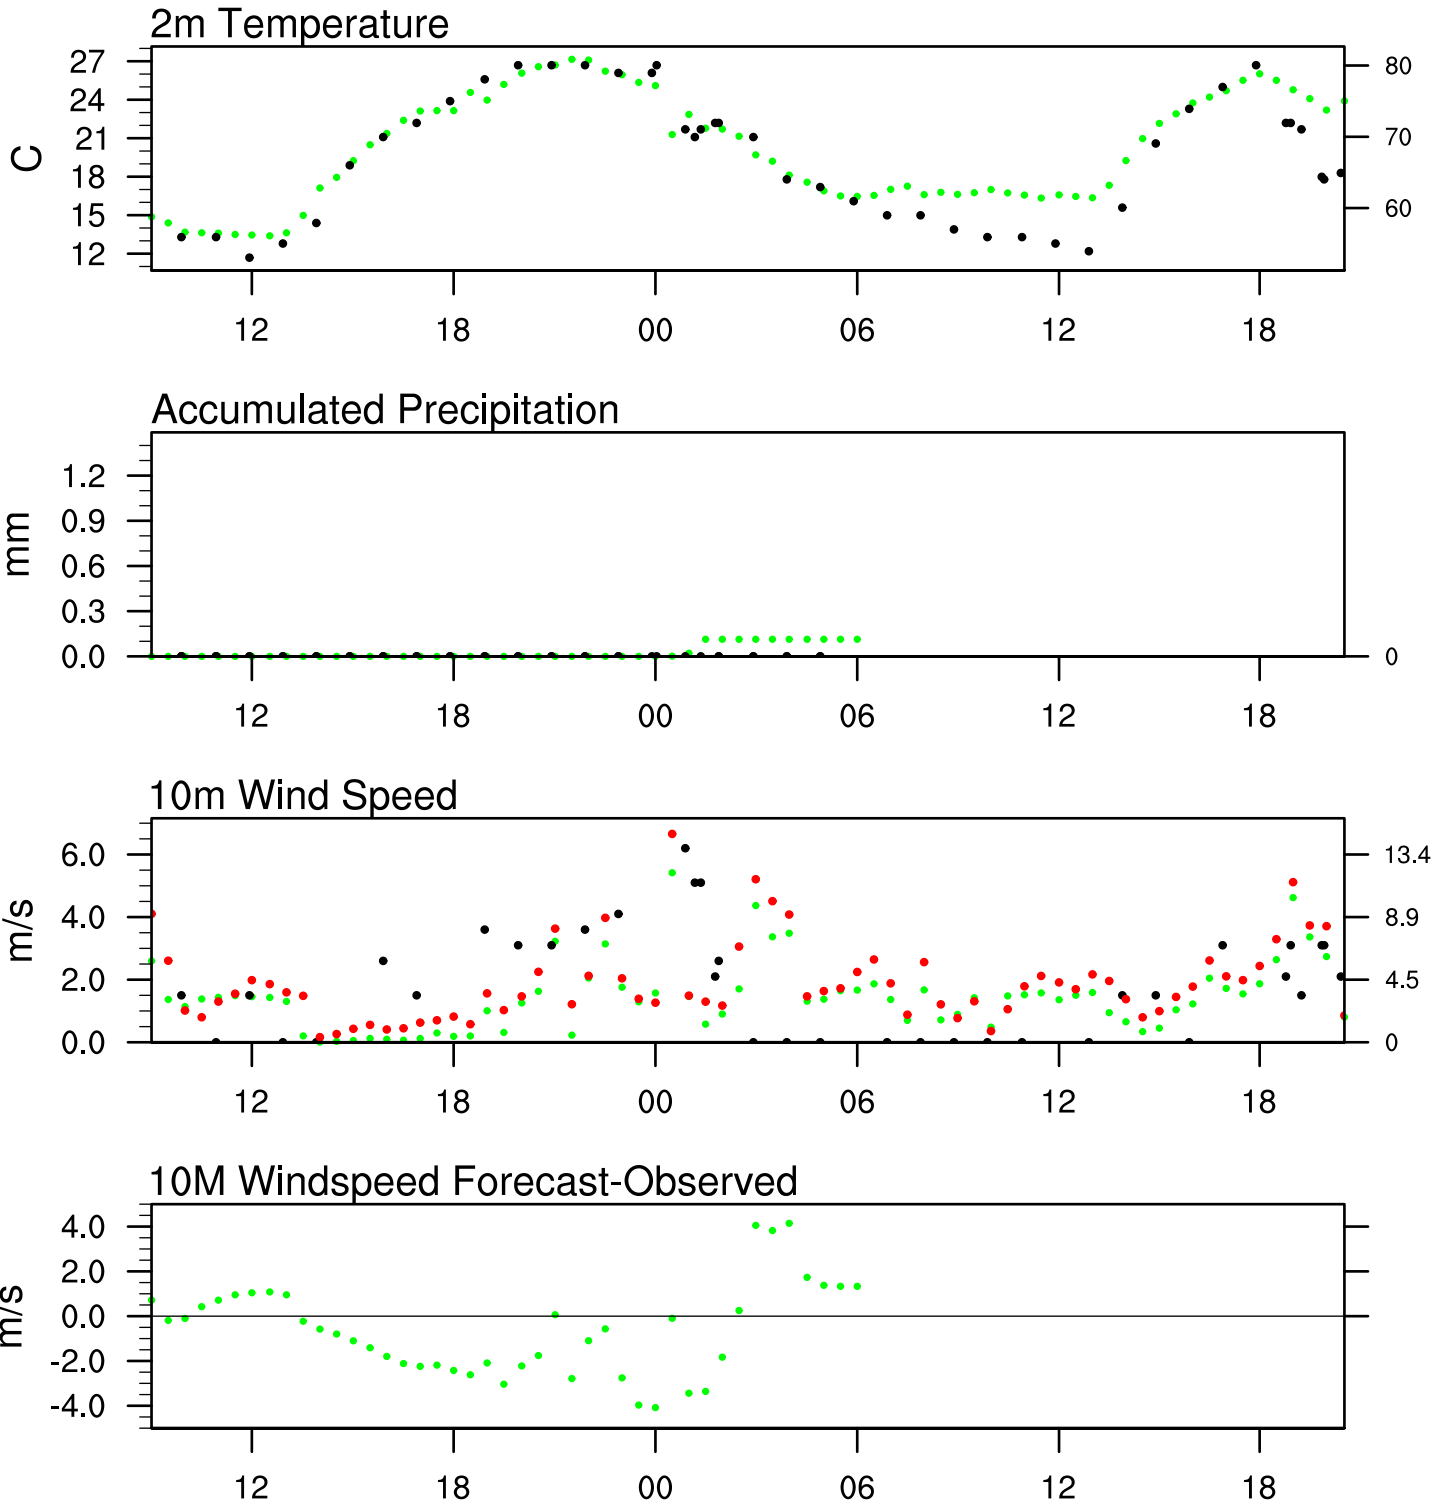 2m Temperature
27 80
24
21 70
18
15 60
12
C
12 18 00 06 12 18
Accumulated Precipitation
1.2
0.9
0.6
0.3
0.0 0
mm
12 18 00 06 12 18
10m Wind Speed
6.0 13.4
4.0 8.9
2.0 4.5
0.0 0
m/s
12 18 00 06 12 18
10M Windspeed Forecast-Observed
4.0
2.0
0.0
-2.0
-4.0
m/s
12 18 00 06 12 18